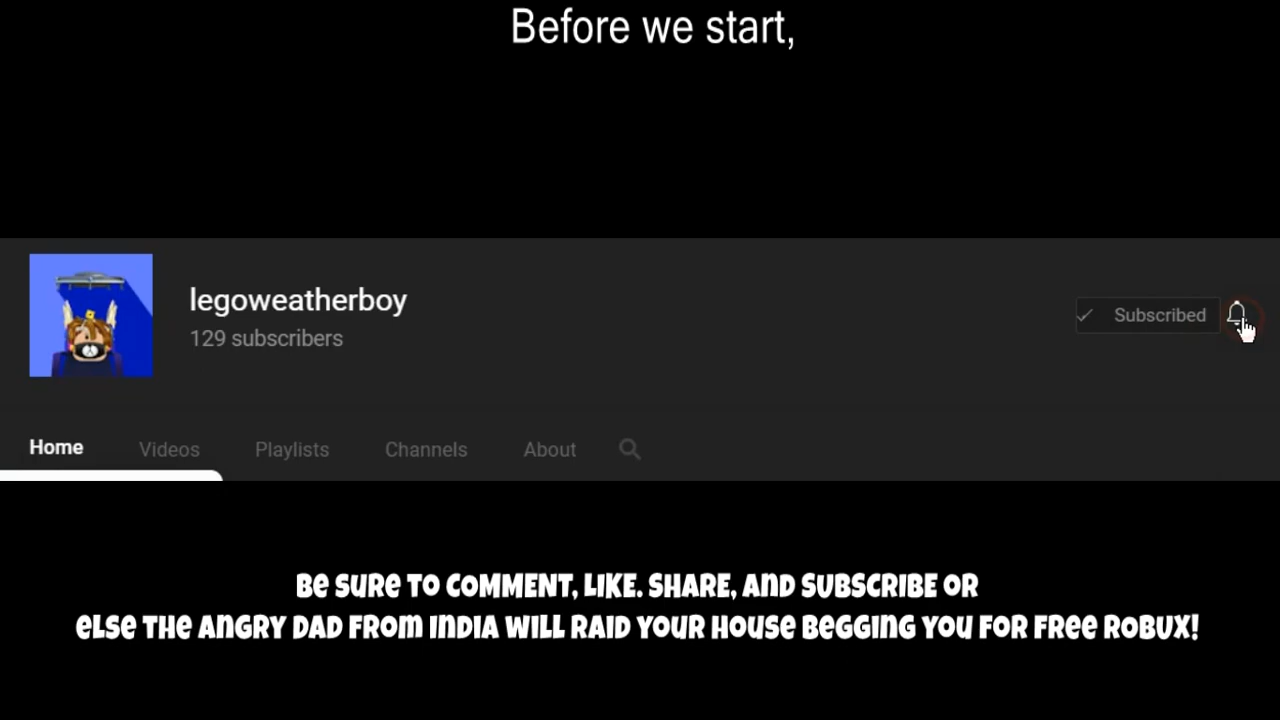 Before we start,
legoweatherboy
129 subscribers
Subscribed
Home Videos Playlists Channels About
Be sure to comment, like. share, and subscribe or
else the angry dad from india will raid your house begging you for free robux!